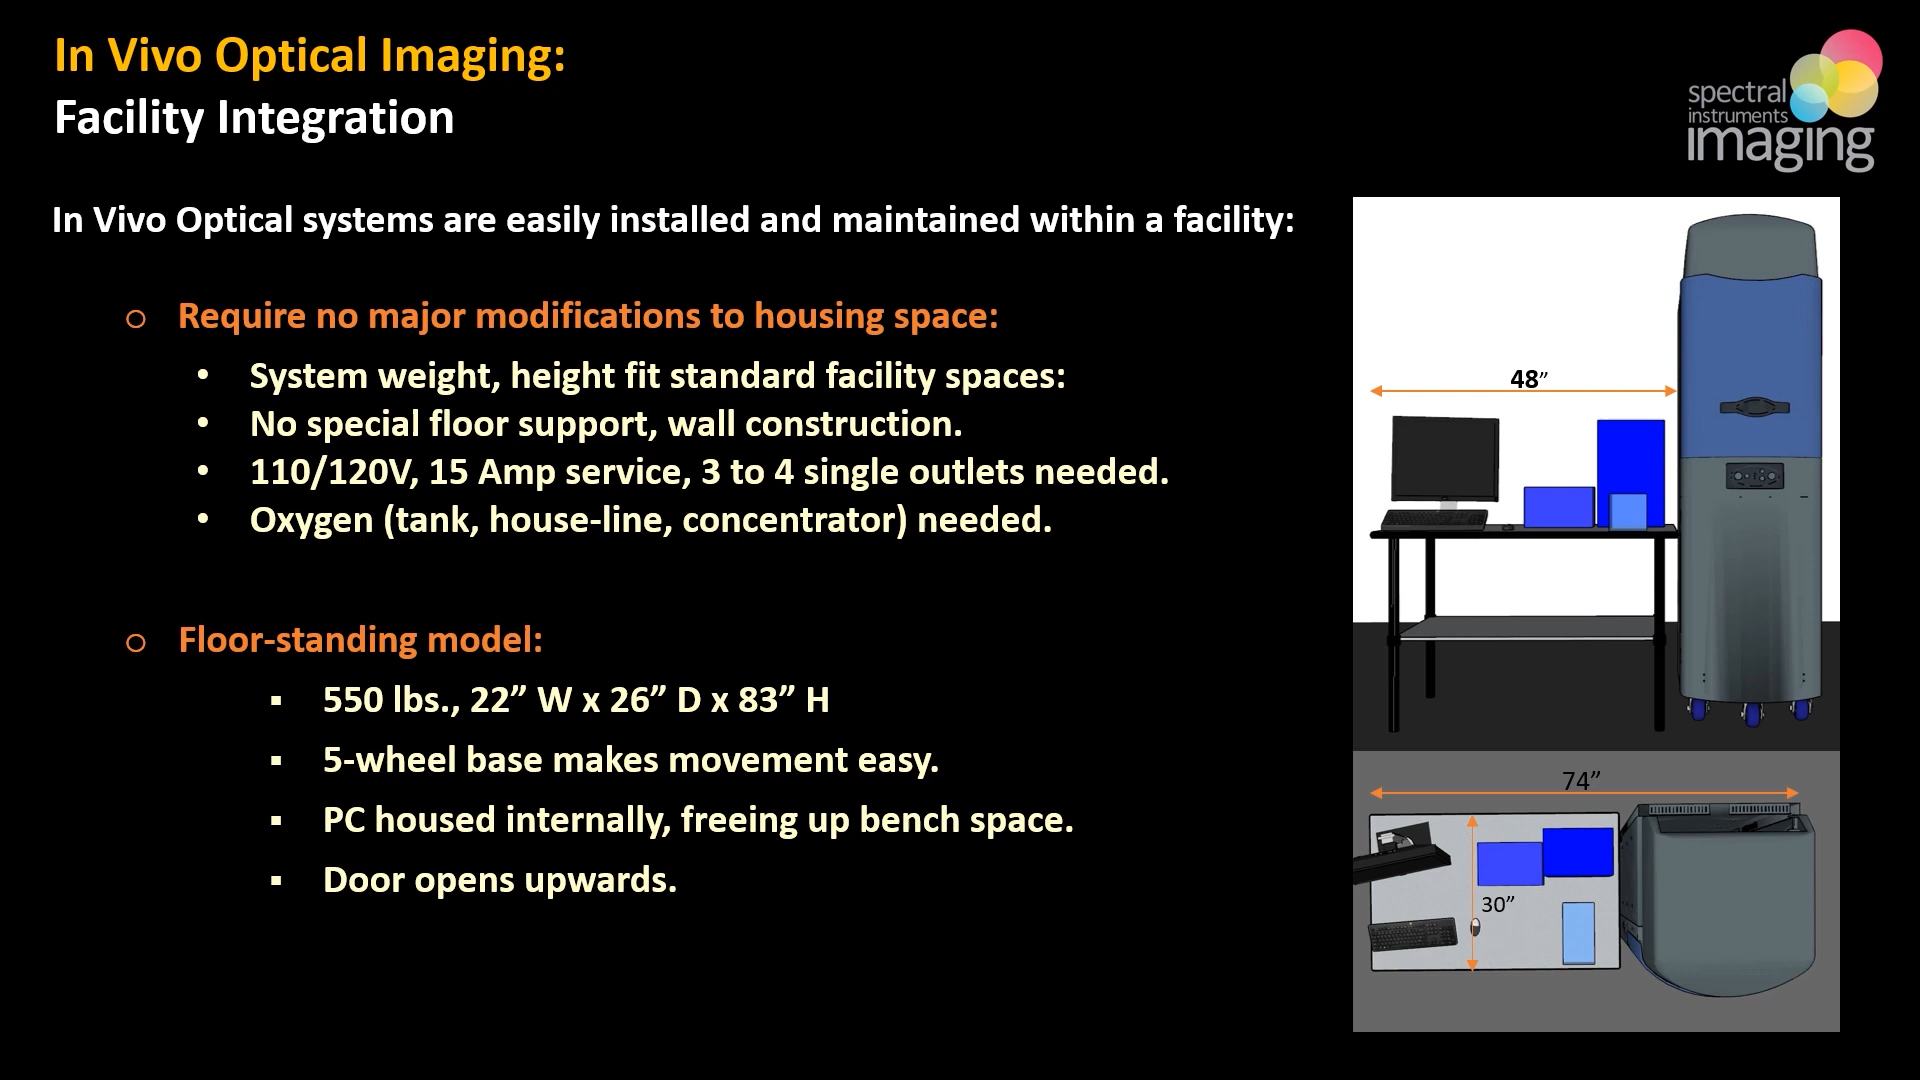 In Vivo Optical Imaging:
Facility Integration
spectral
instruments
imaging
In Vivo Optical systems are easily installed and maintained within a facility:
o Require no major modifications to housing space:
• System weight, height fit standard facility spaces:
• No special floor support, wall construction.
• 110/120V, 15 Amp service, 3 to 4 single outlets needed.
• Oxygen (tank, house-line, concentrator) needed.
o Floor-standing model:
▪ 550 lbs., 22” W x 26” D x 83” H
▪ 5-wheel base makes movement easy.
▪ PC housed internally, freeing up bench space.
▪ Door opens upwards.
48”
74”
30”